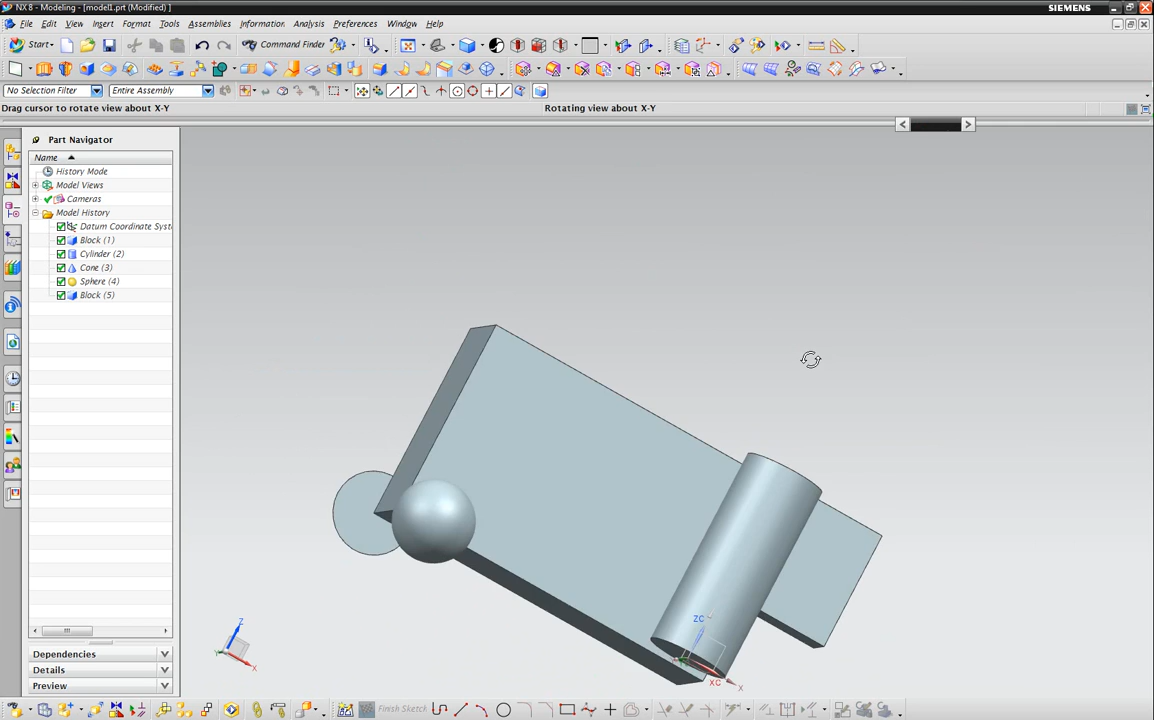 NX 8 - Modeling - [model1.prt (Modified) ]
SIEMENS
File Edit View Insert Format Tools Assemblies Information Analysis Preferences Window Help
Start Command Finder
No Selection Filter Entire Assembly
Drag cursor to rotate view about X-Y
Rotating view about X-Y
Part Navigator
Name
History Mode
Model Views
Cameras
Model History
Datum Coordinate Syst
Block (1)
Cylinder (2)
Cone (3)
Sphere (4)
Block (5)
ZC
XC
X
Z
Y
X
Dependencies
Details
Preview
Finish Sketch